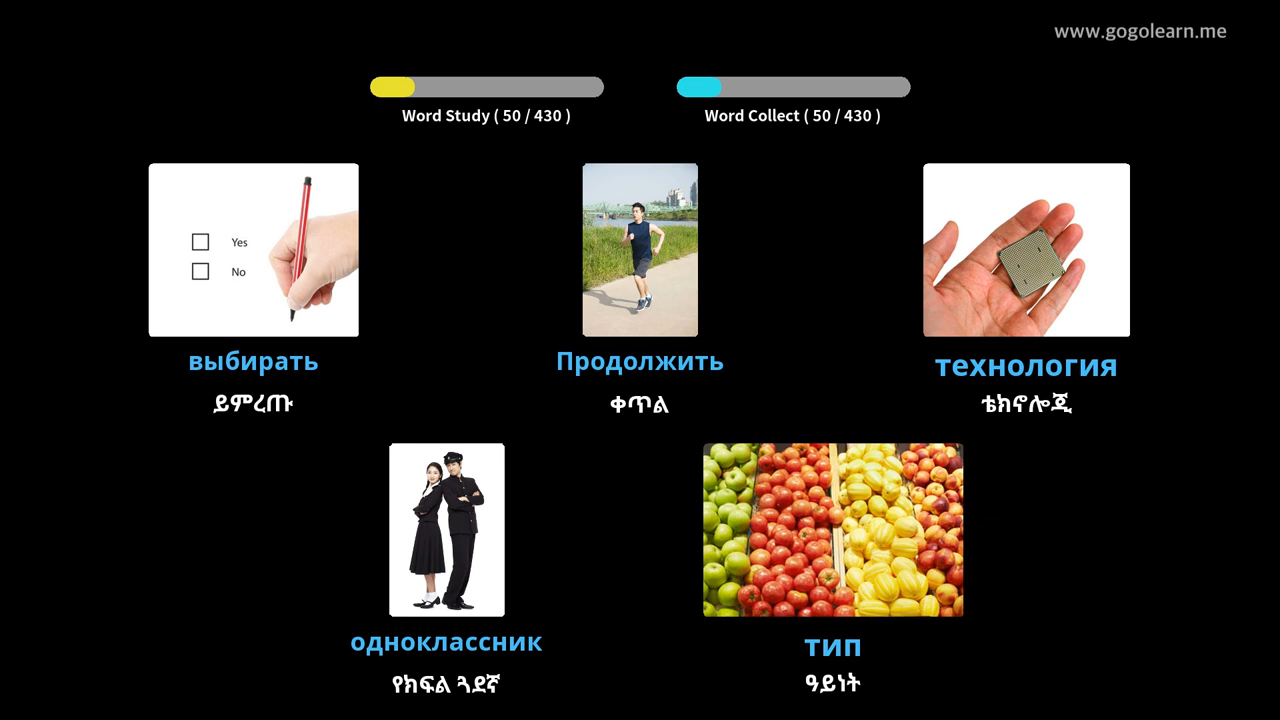 www.gogolearn.me
Word Study ( 50 / 430 )
Word Collect ( 50 / 430 )
Yes
No
выбирать
ይምረጡ
Продолжить
ቀጥል
технология
ቴክኖሎጂ
одноклассник
የክፍል ጓደኛ
тип
ዓይነት